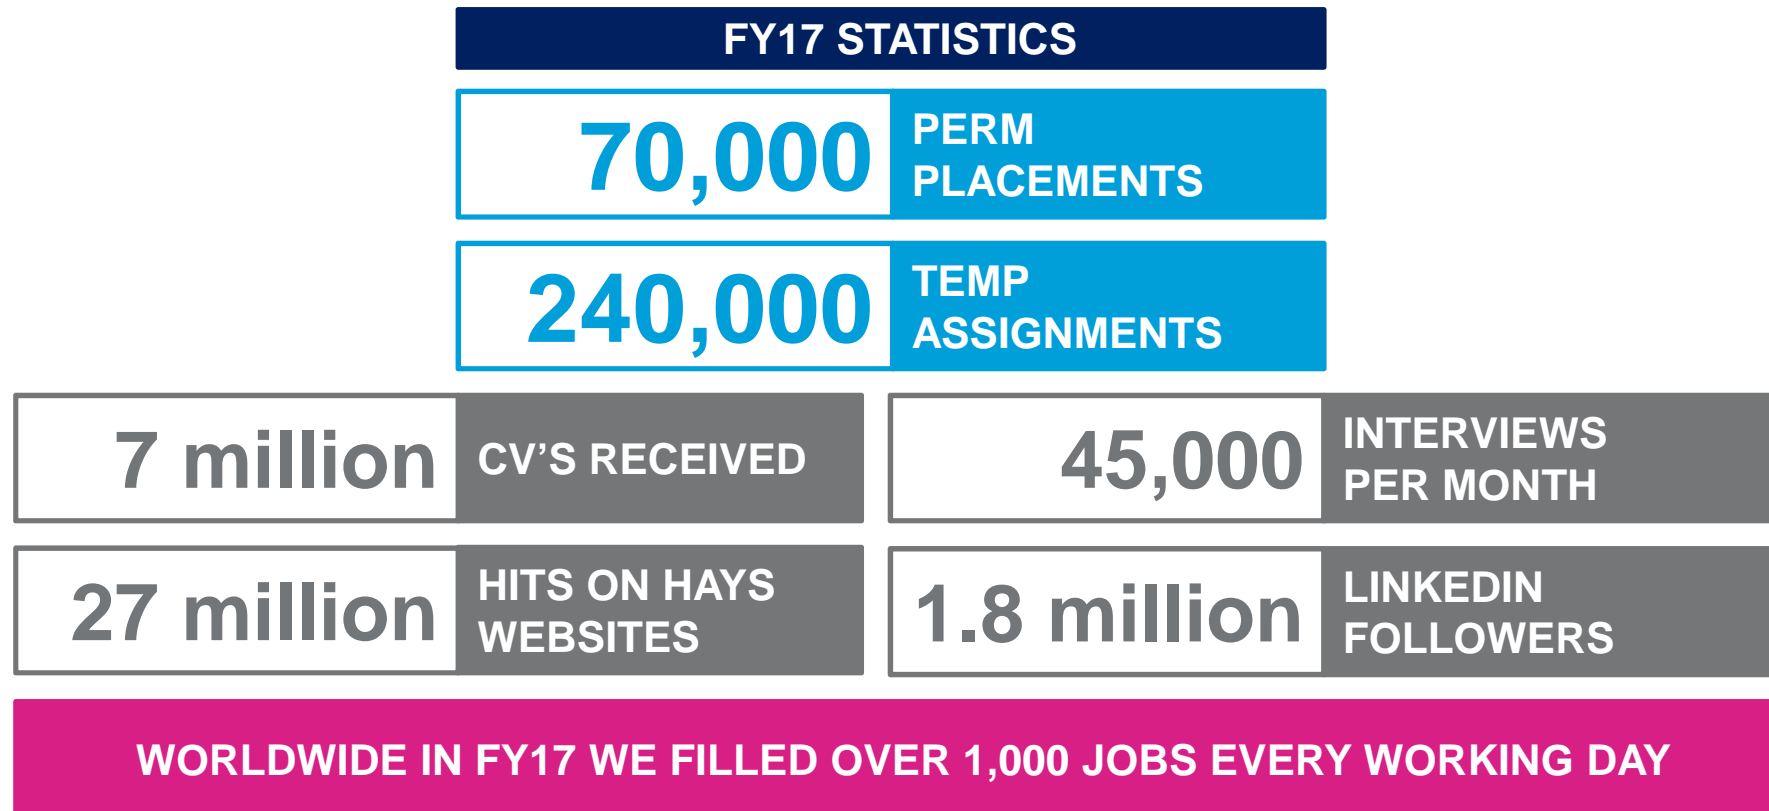 FY17 STATISTICS
70,000
PERM
PLACEMENTS
240,000
TEMP
ASSIGNMENTS
7 million
CV’S RECEIVED
45,000
INTERVIEWS
PER MONTH
27 million
HITS ON HAYS
WEBSITES
1.8 million
LINKEDIN
FOLLOWERS
WORLDWIDE IN FY17 WE FILLED OVER 1,000 JOBS EVERY WORKING DAY